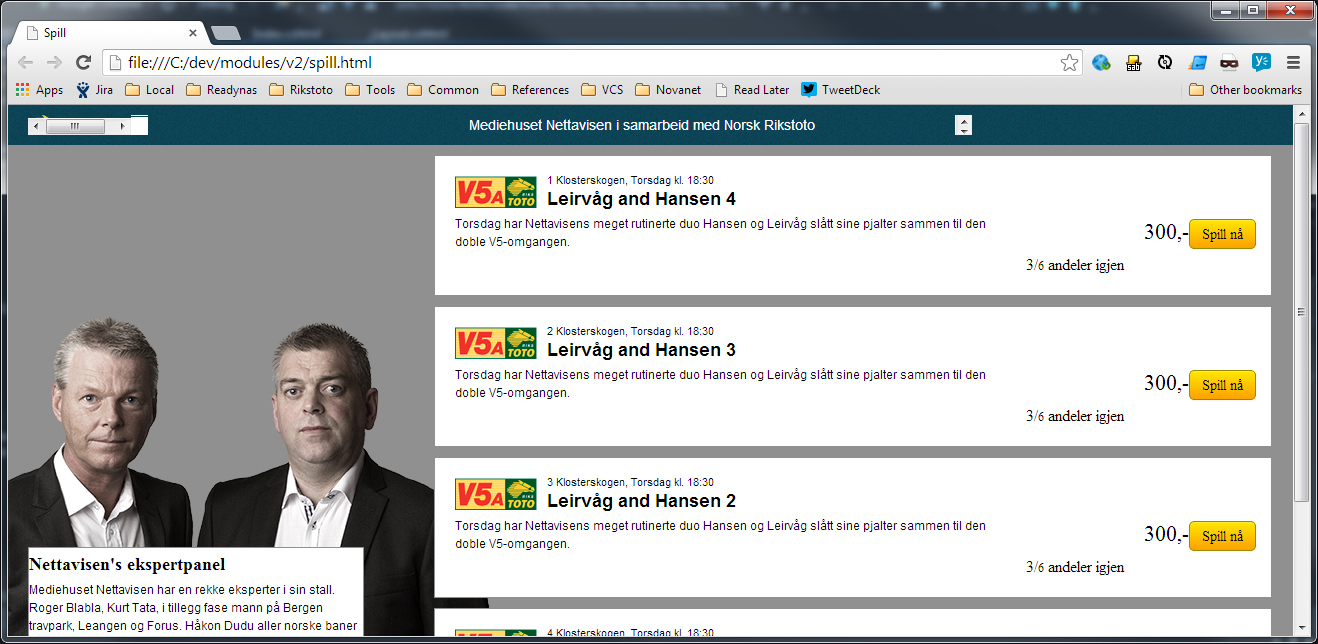 Spill
file:///C:/dev/modules/v2/spill.html
Apps Jira Local Readynas Rikstoto Tools Common References VCS Novanet Read Later TweetDeck Other bookmarks
Mediehuset Nettavisen i samarbeid med Norsk Rikstoto
V5A RIKS TOTO
1 Klosterskogen, Torsdag kl. 18:30
Leirvåg and Hansen 4
Torsdag har Nettavisens meget rutinerte duo Hansen og Leirvåg slått sine pjalter sammen til den
doble V5-omgangen.
300,- Spill nå
3/6 andeler igjen
V5A RIKS TOTO
2 Klosterskogen, Torsdag kl. 18:30
Leirvåg and Hansen 3
Torsdag har Nettavisens meget rutinerte duo Hansen og Leirvåg slått sine pjalter sammen til den
doble V5-omgangen.
300,- Spill nå
3/6 andeler igjen
V5A RIKS TOTO
3 Klosterskogen, Torsdag kl. 18:30
Leirvåg and Hansen 2
Torsdag har Nettavisens meget rutinerte duo Hansen og Leirvåg slått sine pjalter sammen til den
doble V5-omgangen.
300,- Spill nå
3/6 andeler igjen
4 Klosterskogen, Torsdag kl. 18:30
Nettavisen's ekspertpanel
Mediehuset Nettavisen har en rekke eksperter i sin stall.
Roger Blabla, Kurt Tata, i tillegg fase mann på Bergen
travpark, Leangen og Forus. Håkon Dudu aller norske baner